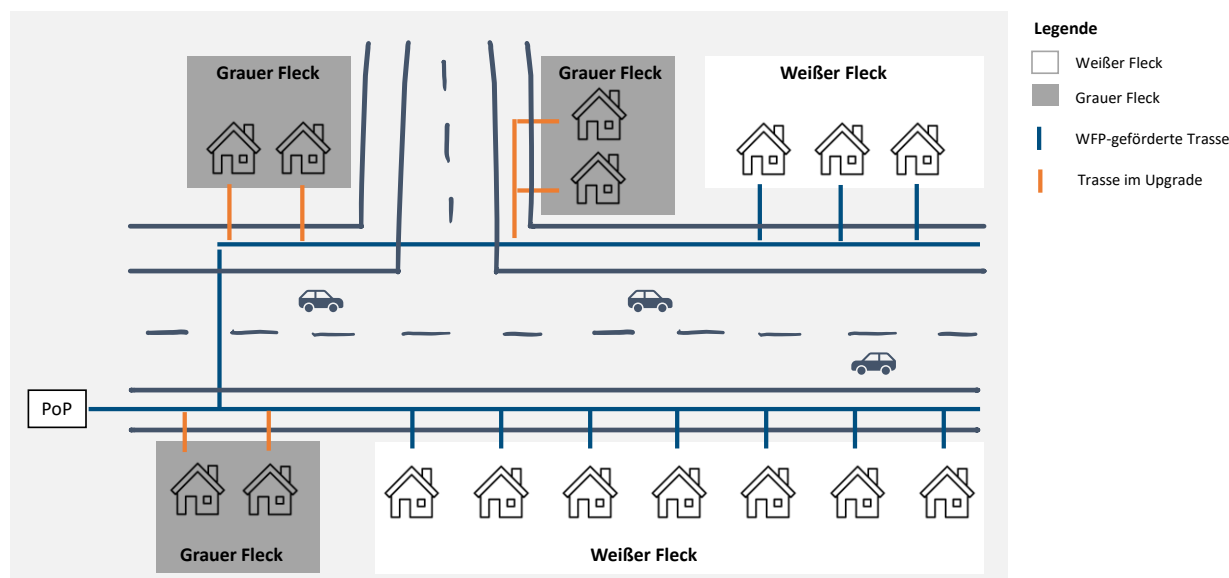 Grauer Fleck
Grauer Fleck
Weißer Fleck
PoP
Grauer Fleck
Weißer Fleck
Legende
Weißer Fleck
Grauer Fleck
WFP-geförderte Trasse
Trasse im Upgrade